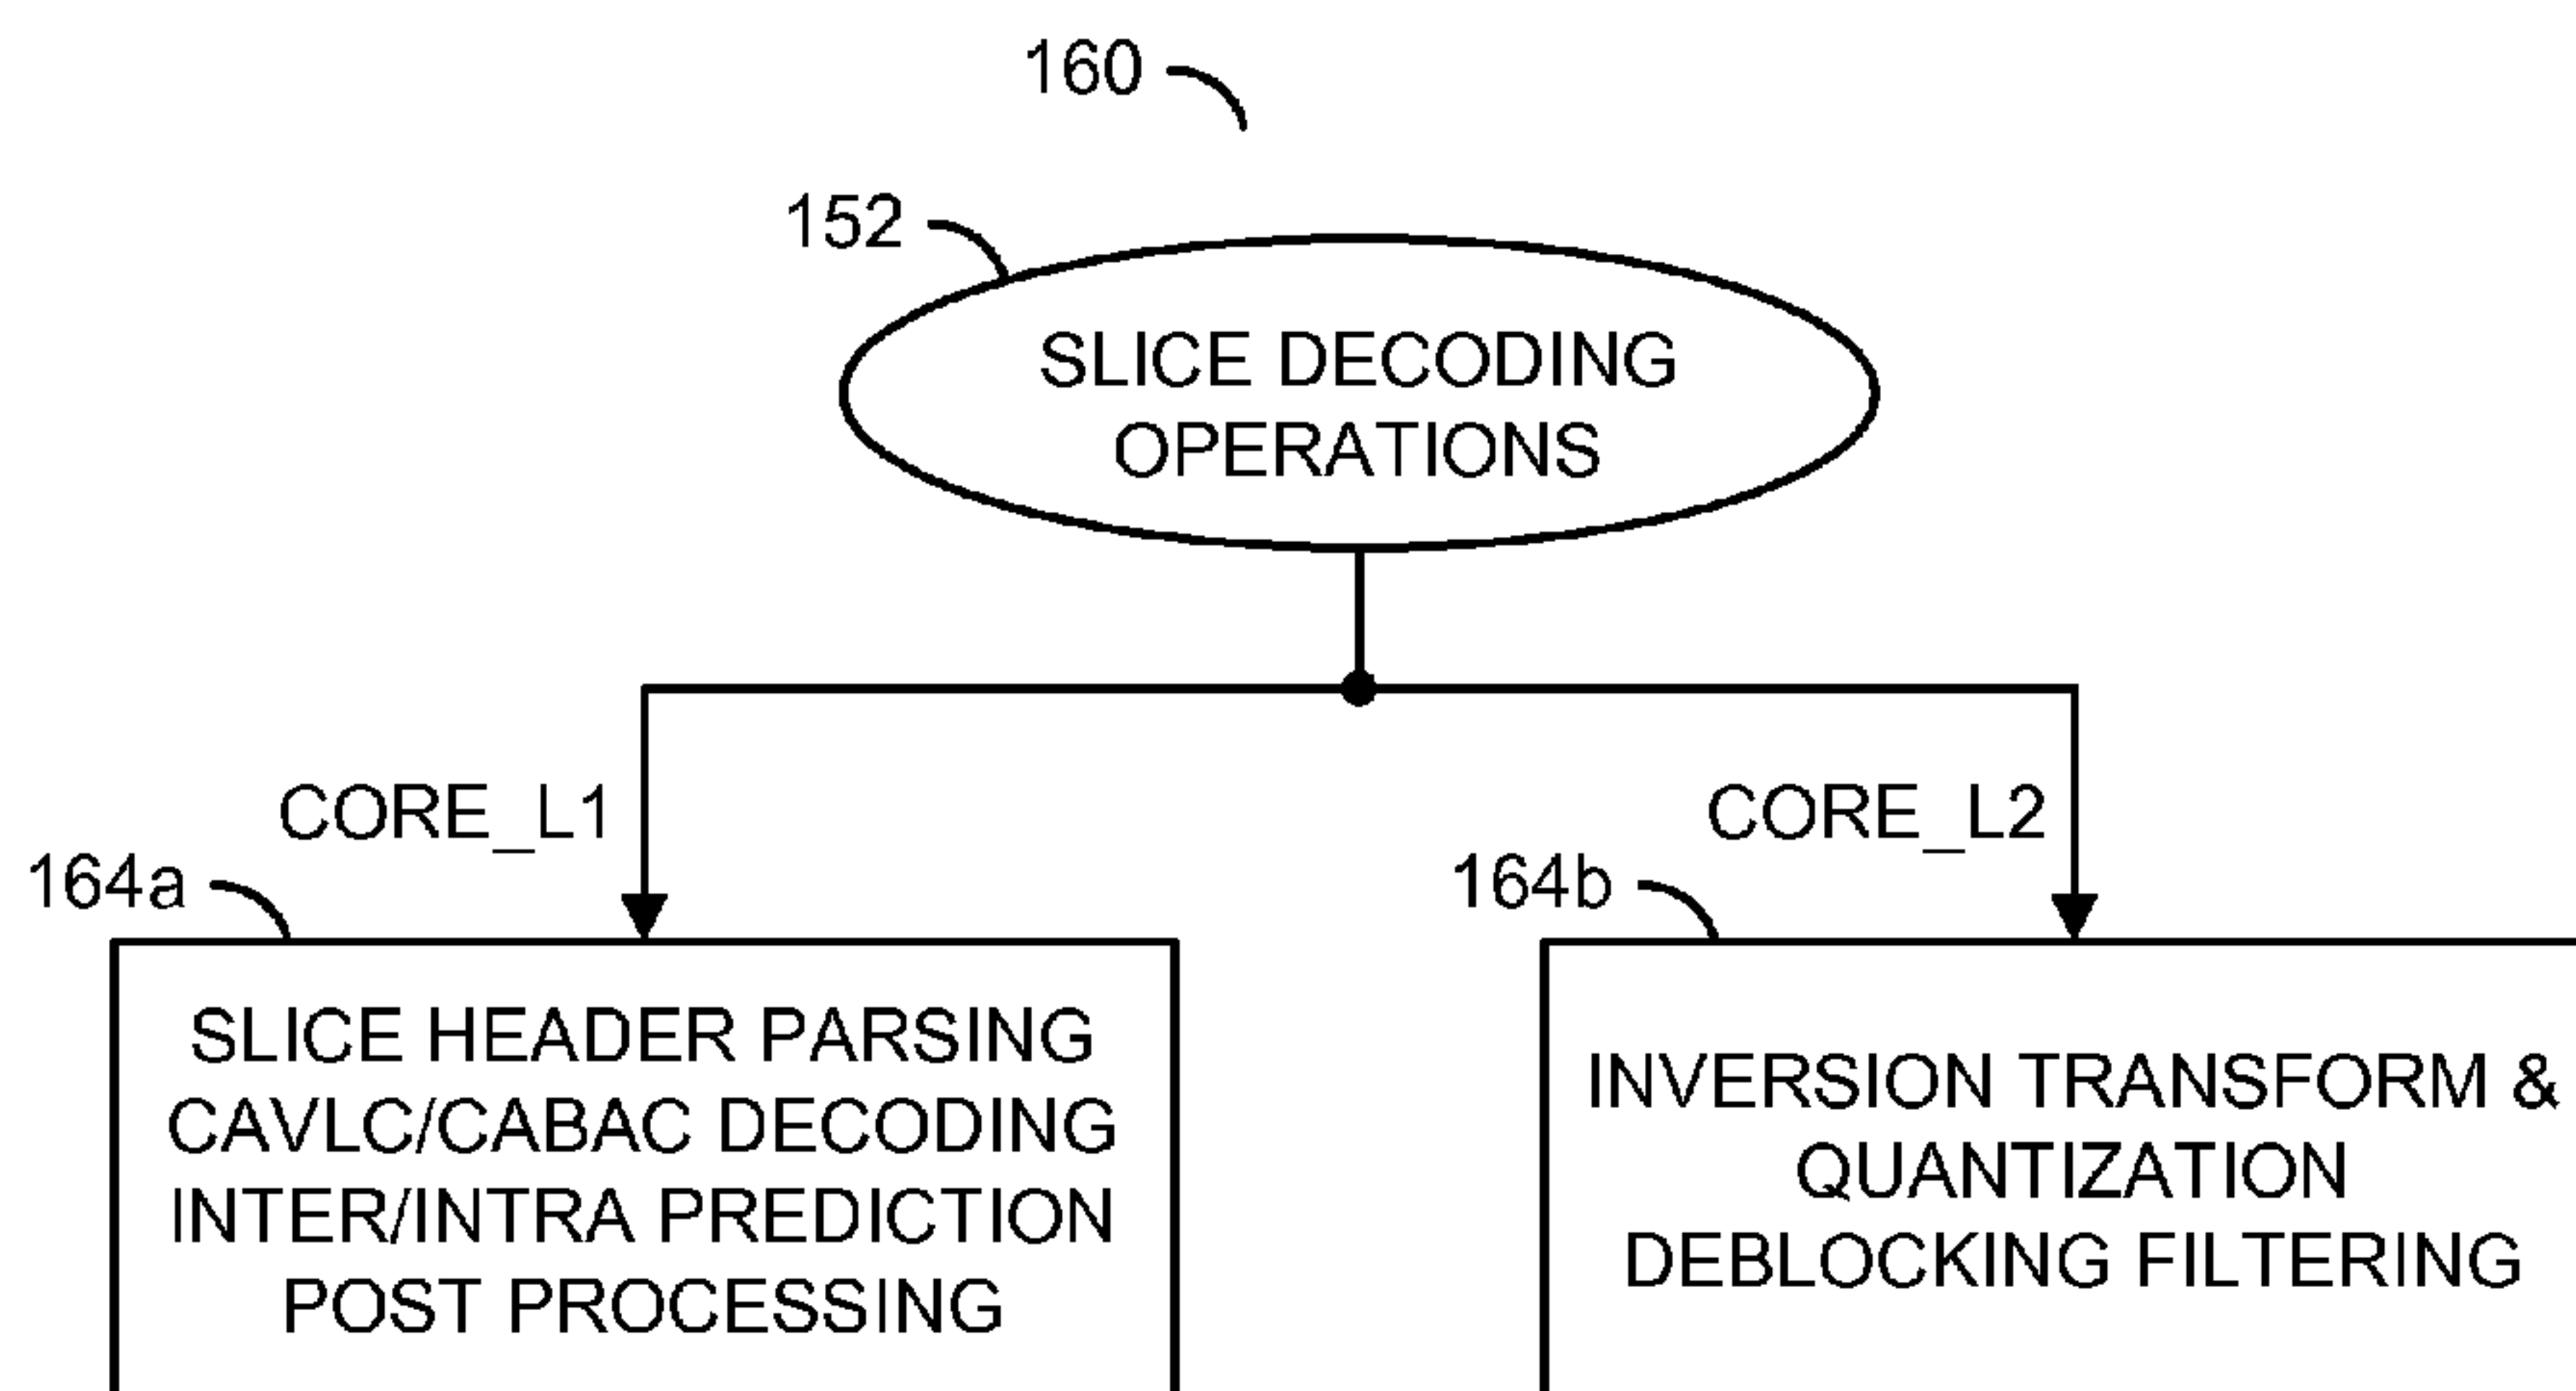 160
152
SLICE DECODING
OPERATIONS
CORE_L1
CORE_L2
164a
164b
SLICE HEADER PARSING
CAVLC/CABAC DECODING
INTER/INTRA PREDICTION
POST PROCESSING
INVERSION TRANSFORM &
QUANTIZATION
DEBLOCKING FILTERING